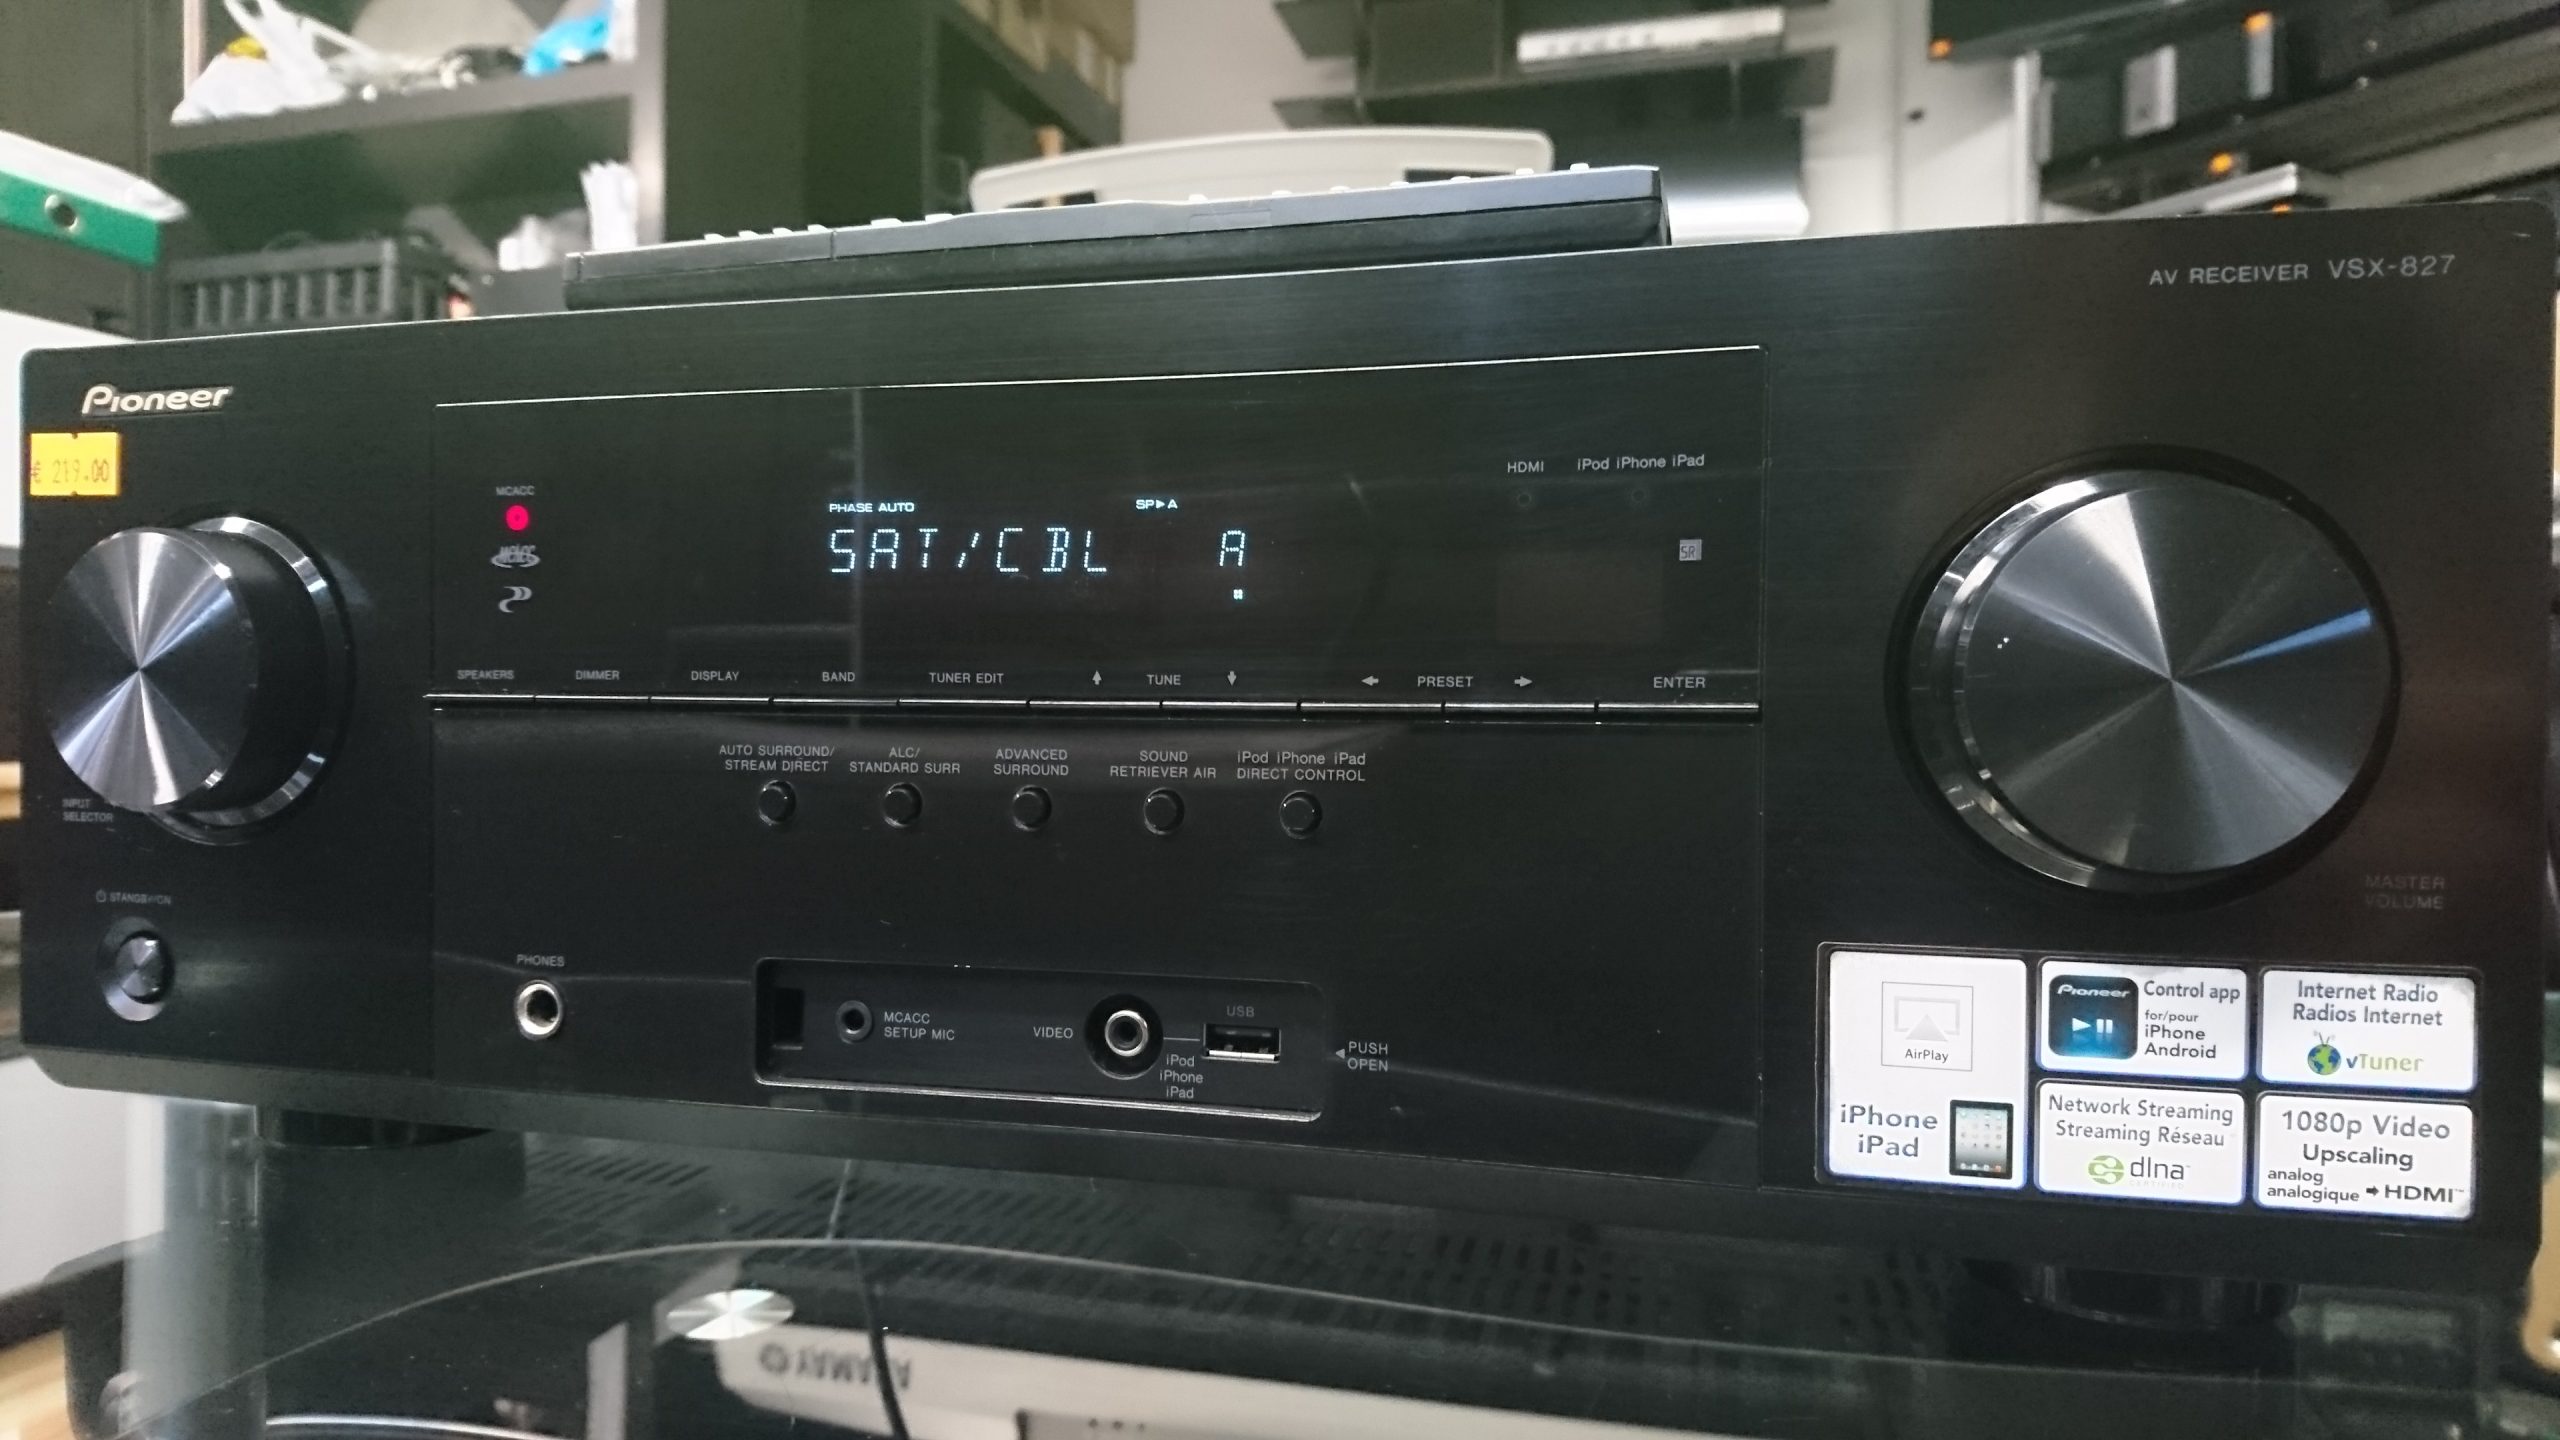 AV RECEIVER VSX-827
Pioneer
€ 219.00
HDMI iPod iPhone iPad
MCACC
PHASE AUTO SP▶A
SAT/CBL A
SR
SPEAKERS DIMMER DISPLAY BAND TUNER EDIT ↑ TUNE ↓ ← PRESET → ENTER
AUTO SURROUND/
STREAM DIRECT
ALC/
STANDARD SURR
ADVANCED
SURROUND
SOUND
RETRIEVER AIR
iPod iPhone iPad
DIRECT CONTROL
INPUT
SELECTOR
STANDBY/ON
MASTER
VOLUME
PHONES
MCACC
SETUP MIC
VIDEO
USB
iPod
iPhone
iPad
◀PUSH
OPEN
AirPlay
iPhone
iPad
Pioneer
Control app
for/pour
iPhone
Android
Internet Radio
Radios Internet
vTuner
Network Streaming
Streaming Réseau
dlna
CERTIFIED
1080p Video
Upscaling
analog
analogique → HDMI™
YAMAHA